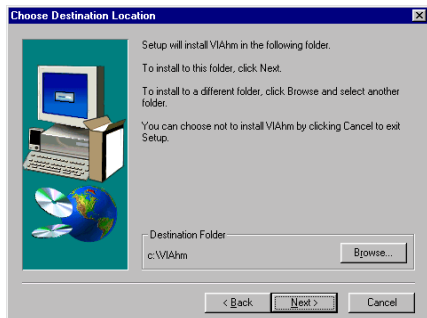 Choose Destination Location
Setup will install VIAhm in the following folder.
To install to this folder, click Next.
To install to a different folder, click Browse and select another
folder.
You can choose not to install VIAhm by clicking Cancel to exit
Setup.
Destination Folder
c:\VIAhm
Browse...
< Back
Next >
Cancel